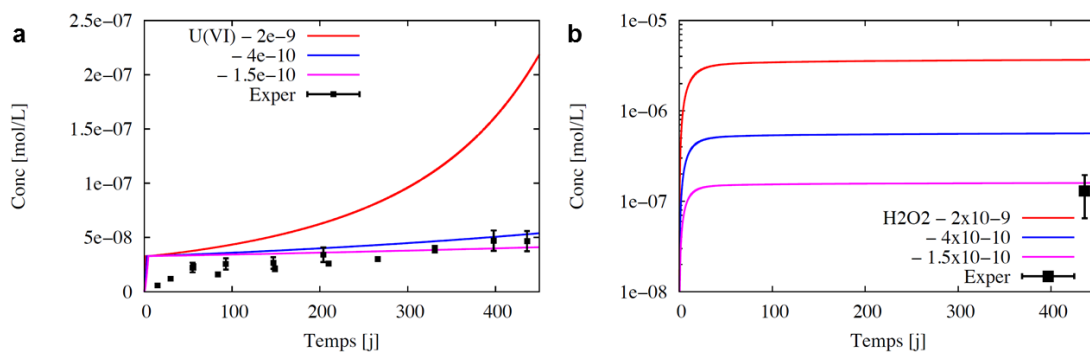 a
2.5e−07
2e−07
1.5e−07
1e−07
5e−08
0
Conc [mol/L]
U(VI) − 2e−9
− 4e−10
− 1.5e−10
Exper
0 100 200 300 400
Temps [j]
b
1e−05
1e−06
1e−07
1e−08
Conc [mol/L]
H2O2 − 2x10−9
− 4x10−10
− 1.5x10−10
Exper
0 100 200 300 400
Temps [j]